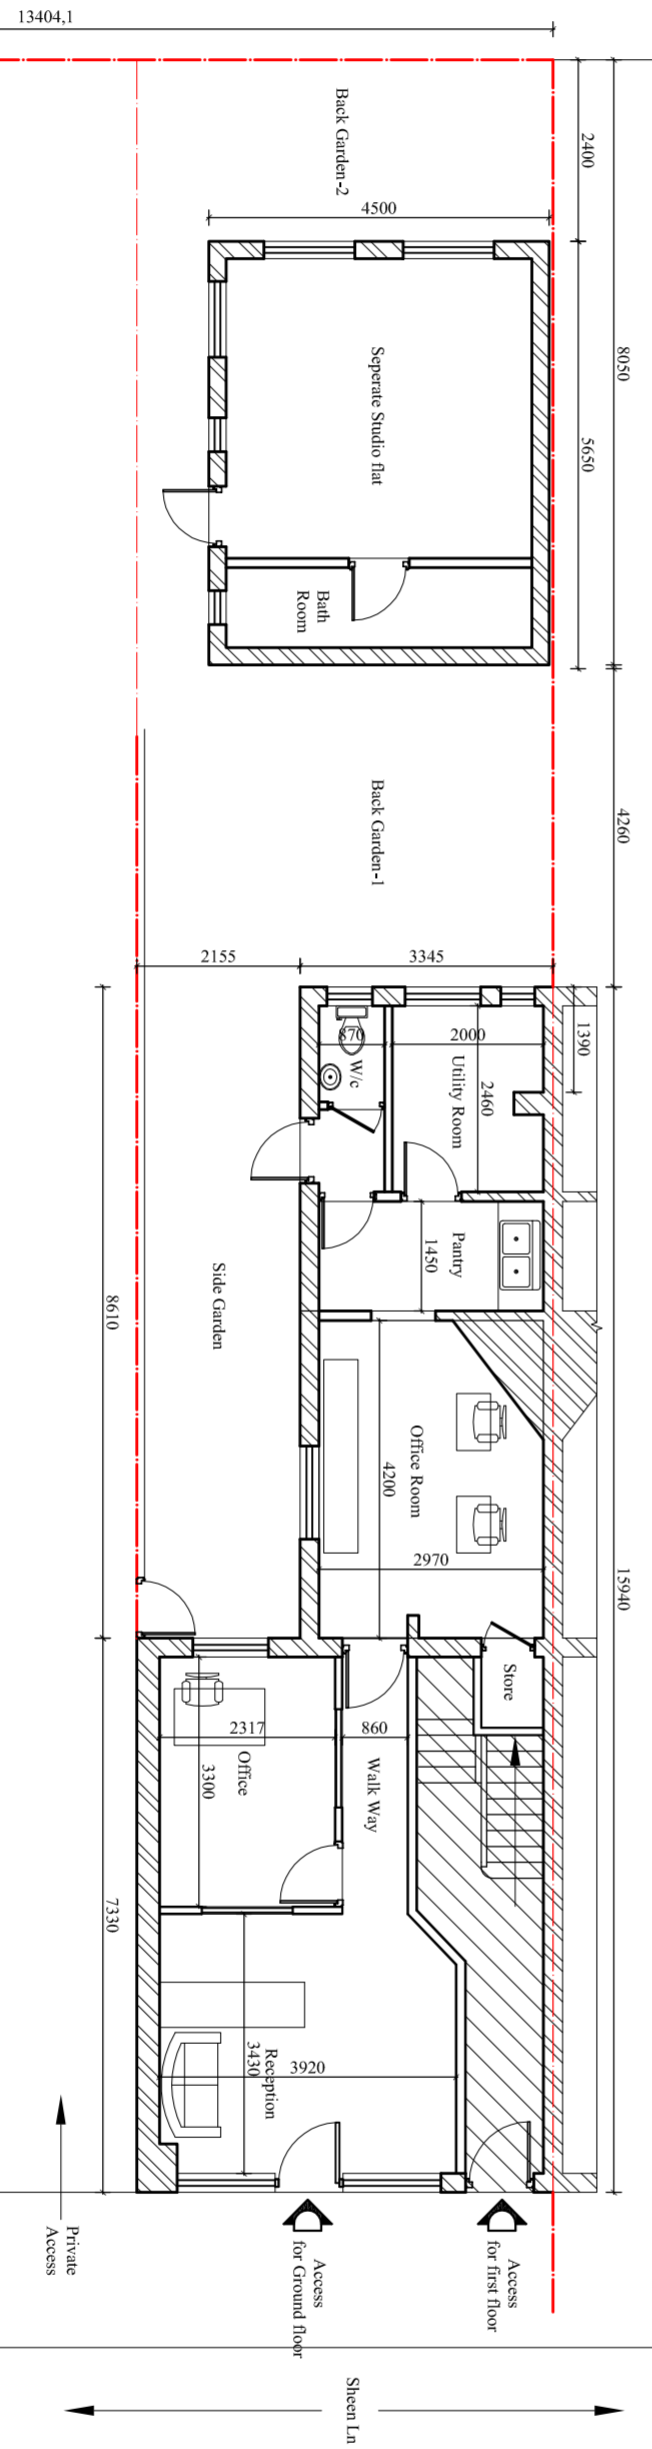 13404,1
2400
8050
Back Garden-2
4500
Seperate Studio flat
5650
Bath
Room
Back Garden-1
4260
2155
3345
1390
870
W/c
2000
Utility Room
2460
Pantry
1450
Side Garden
8610
Office Room
4200
2970
15940
Store
2317
860
Office
3300
Walk Way
7330
Reception
3430
3920
Private
Access
Access
for Ground floor
Access
for first floor
Sheen Ln